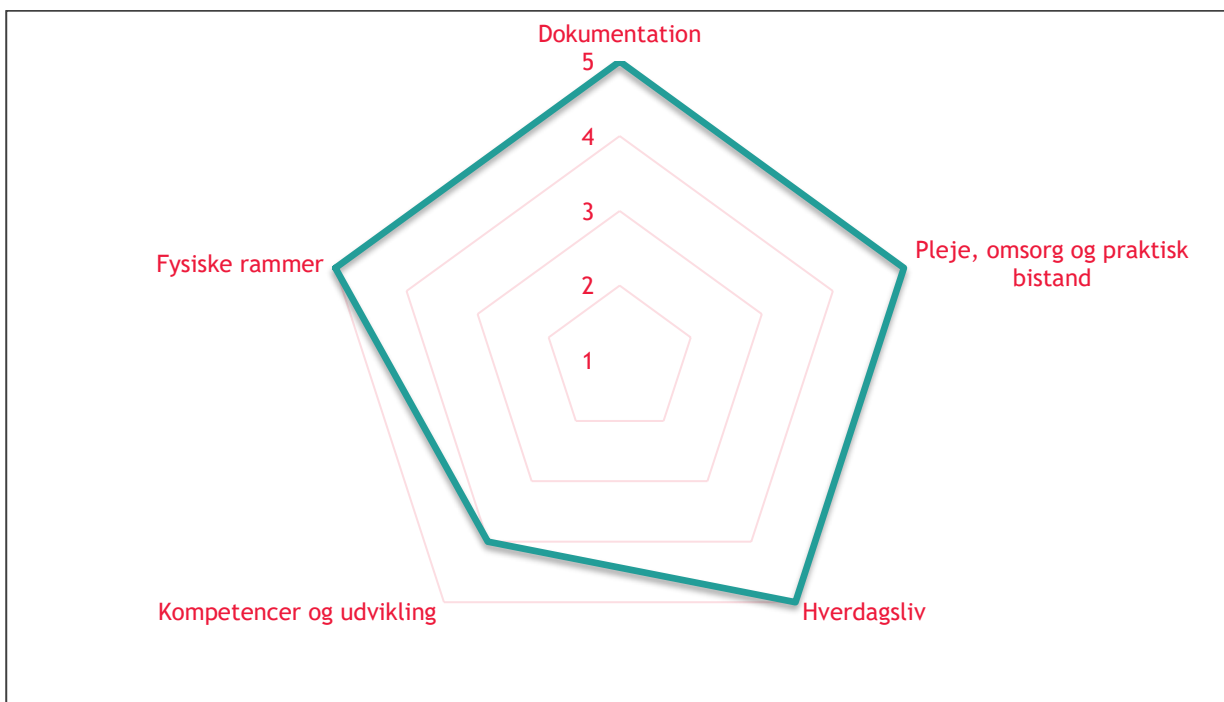 Dokumentation
5
4
3
2
1
Pleje, omsorg og praktisk
bistand
Hverdagsliv
Kompetencer og udvikling
Fysiske rammer